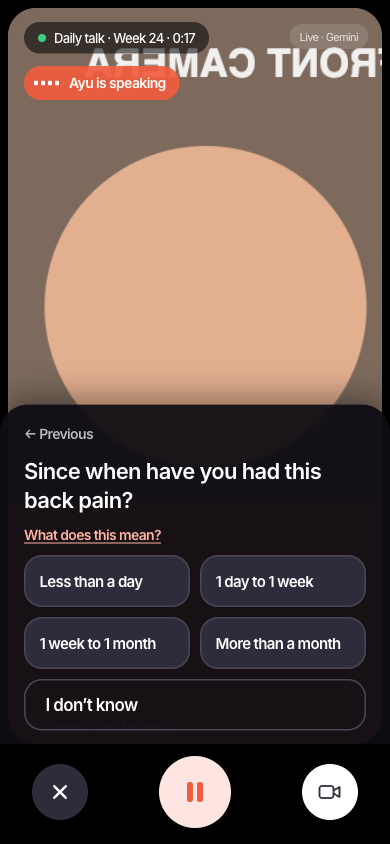 Daily talk · Week 24 · 0:17
Live · Gemini
FRONT CAMERA
Ayu is speaking
← Previous
Since when have you had this
back pain?
What does this mean?
Less than a day
1 day to 1 week
1 week to 1 month
More than a month
I don’t know